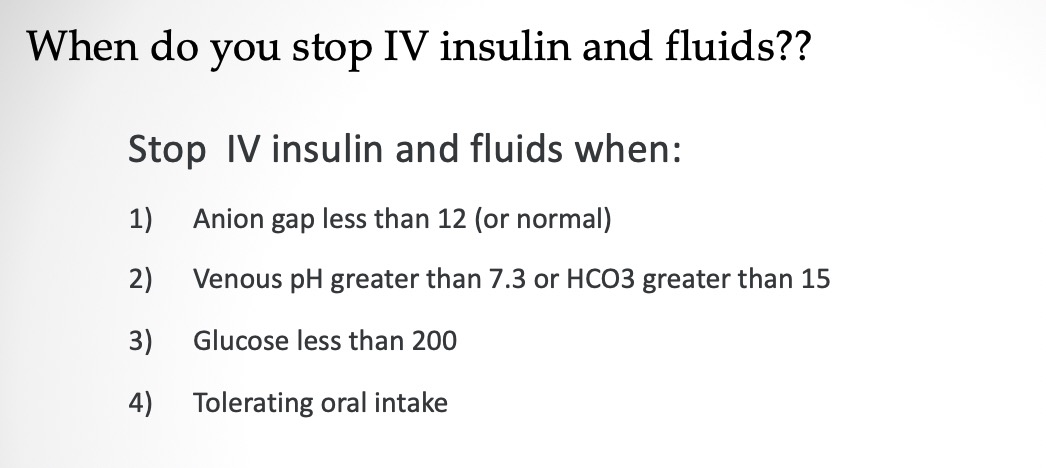 When do you stop IV insulin and fluids??
Stop IV insulin and fluids when:
1) Anion gap less than 12 (or normal)
2) Venous pH greater than 7.3 or HCO3 greater than 15
3) Glucose less than 200
4) Tolerating oral intake